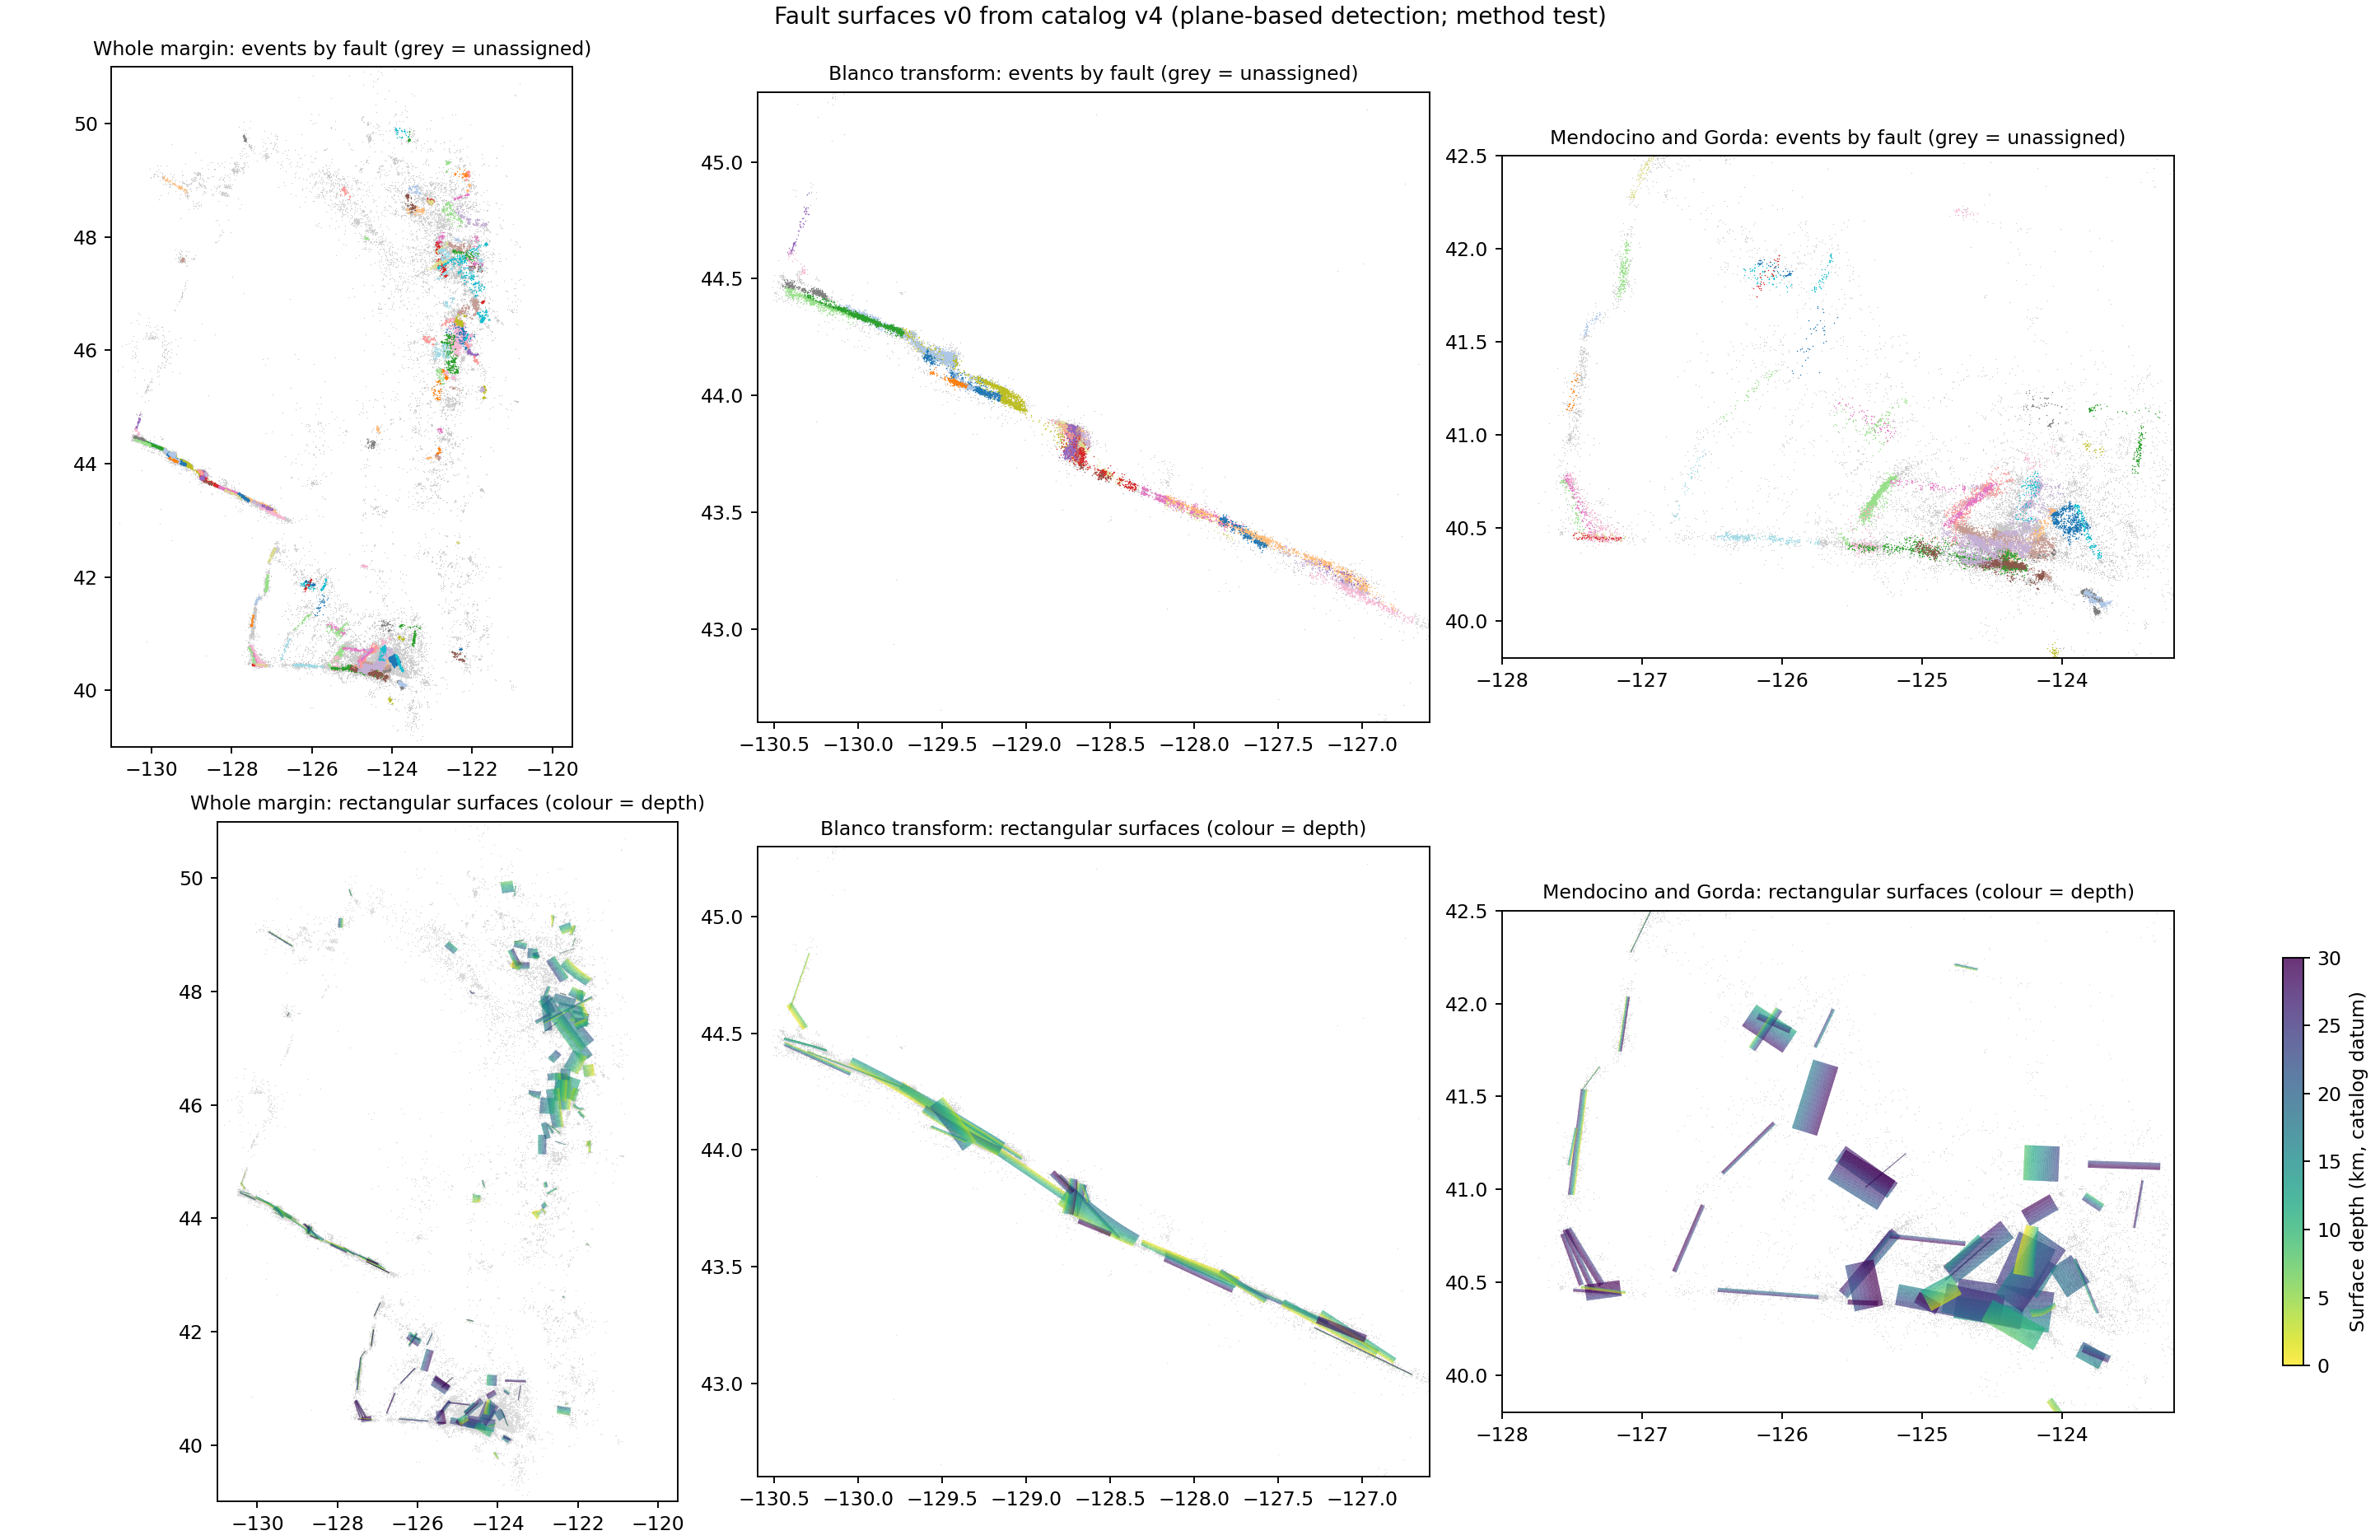 Fault surfaces v0 from catalog v4 (plane-based detection; method test)
Whole margin: events by fault (grey = unassigned)
50
48
46
44
42
40
−130 −128 −126 −124 −122 −120
Blanco transform: events by fault (grey = unassigned)
45.0
44.5
44.0
43.5
43.0
−130.5 −130.0 −129.5 −129.0 −128.5 −128.0 −127.5 −127.0
Mendocino and Gorda: events by fault (grey = unassigned)
42.5
42.0
41.5
41.0
40.5
40.0
−128 −127 −126 −125 −124
Whole margin: rectangular surfaces (colour = depth)
50
48
46
44
42
40
−130 −128 −126 −124 −122 −120
Blanco transform: rectangular surfaces (colour = depth)
45.0
44.5
44.0
43.5
43.0
−130.5 −130.0 −129.5 −129.0 −128.5 −128.0 −127.5 −127.0
Mendocino and Gorda: rectangular surfaces (colour = depth)
42.5
42.0
41.5
41.0
40.5
40.0
−128 −127 −126 −125 −124
30
25
20
15
10
5
0
Surface depth (km, catalog datum)